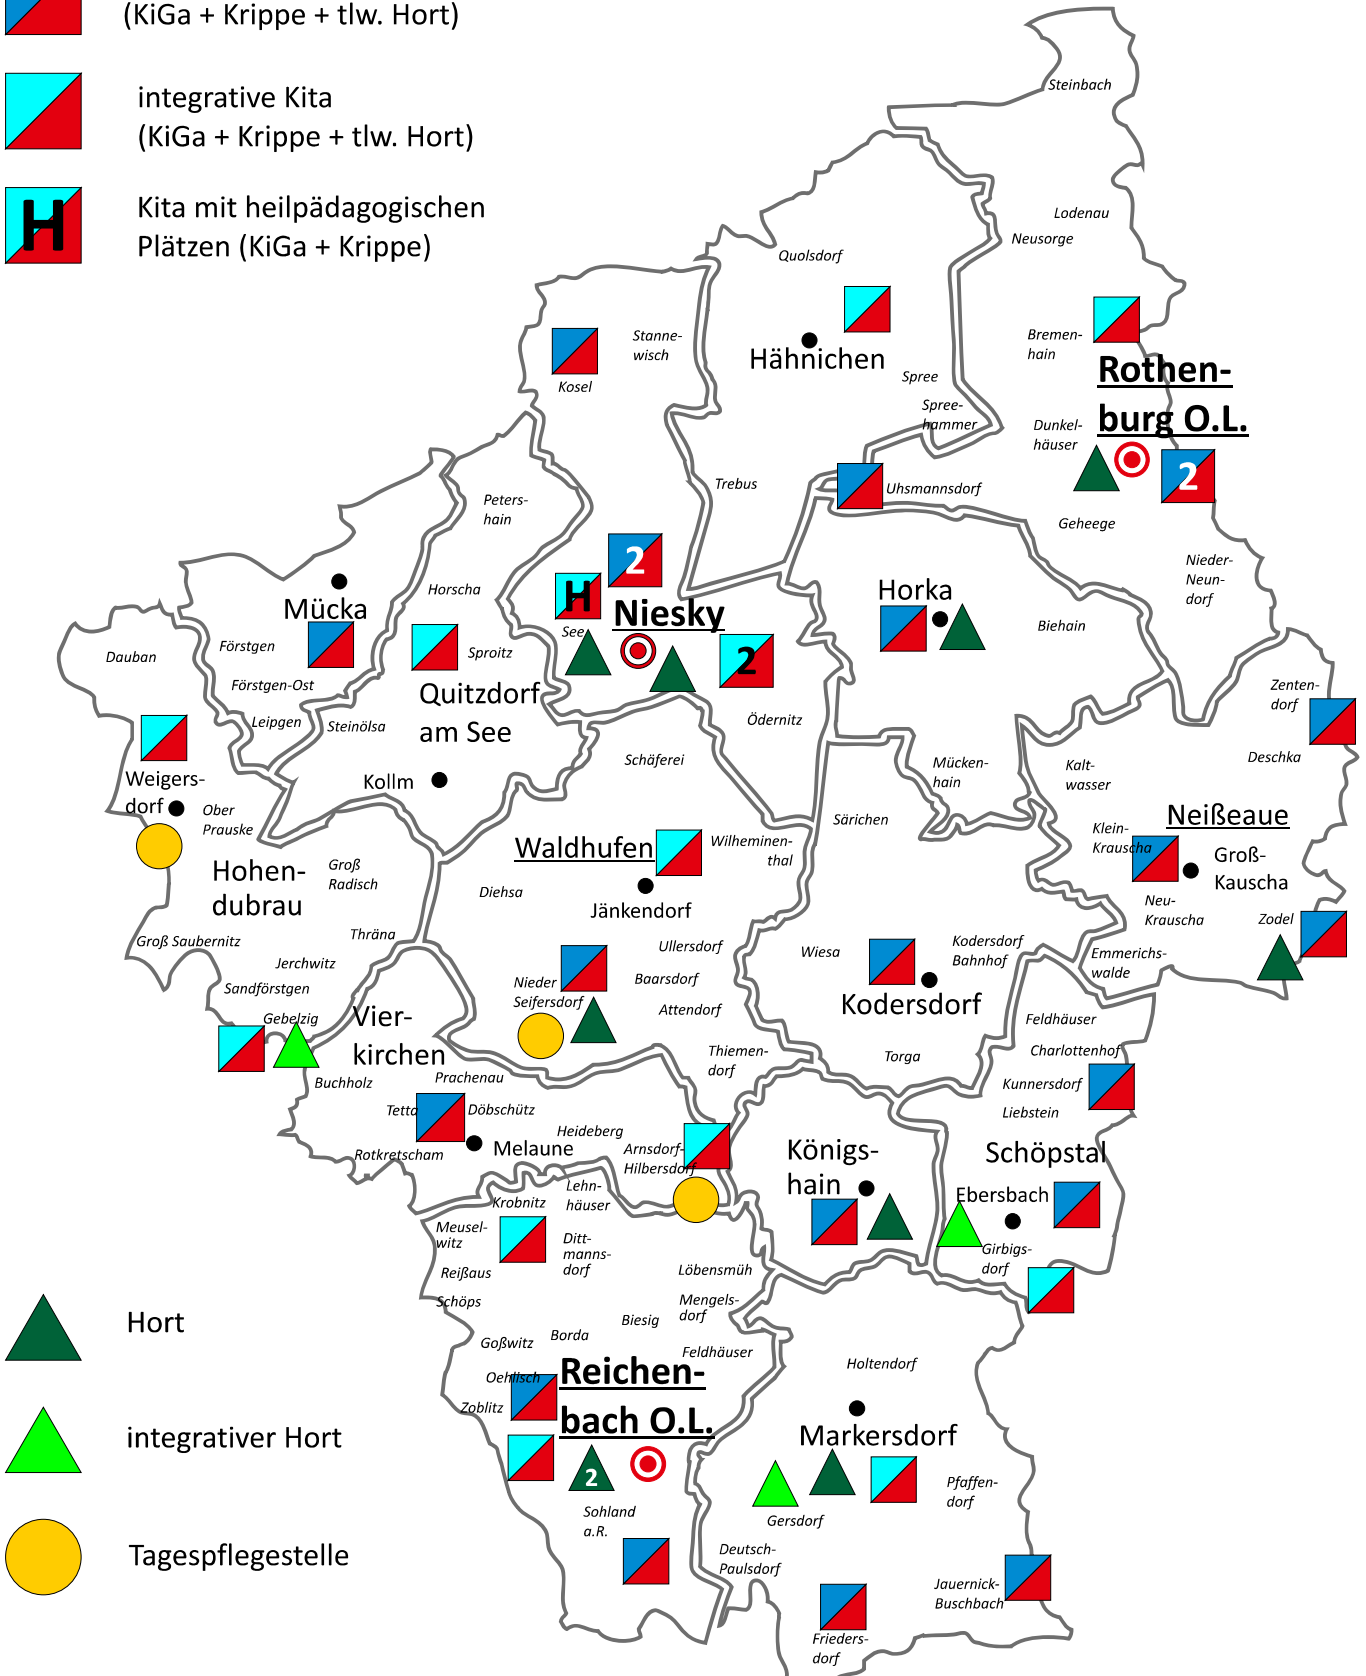 (KiGa + Krippe + tlw. Hort)
integrative Kita
(KiGa + Krippe + tlw. Hort)
H
Kita mit heilpädagogischen
Plätzen (KiGa + Krippe)
Steinbach
Lodenau
Neusorge
Quolsdorf
Bremen-
hain
Stanne-
wisch
Kosel
Hähnichen
Spree
Spree-
hammer
Rothen-
burg O.L.
Dunkel-
häuser
2
Trebus
Uhsmannsdorf
Geheege
Peters-
hain
Nieder-
Neun-
dorf
2
H
Niesky
See
2
Ödernitz
Horka
Biehain
Mücka
Förstgen
Förstgen-Ost
Leipgen
Horscha
Sproitz
Quitzdorf
am See
Steinölsa
Kollm
Dauban
Weigers-
dorf
Ober
Prauske
Hohen-
dubrau
Groß
Radisch
Groß Saubernitz
Thräna
Jerchwitz
Sandförstgen
Gebelzig
Schäferei
Waldhufen
Wilheminen-
thal
Jänkendorf
Diehsa
Ullersdorf
Baarsdorf
Attendorf
Nieder
Seifersdorf
Thiemen-
dorf
Mücken-
hain
Särichen
Wiesa
Kodersdorf
Bahnhof
Kodersdorf
Torga
Zenten-
dorf
Deschka
Kalt-
wasser
Neißeaue
Klein-
Krauscha
Groß-
Kauscha
Neu-
Krauscha
Zodel
Emmerichs-
walde
Feldhäuser
Charlottenhof
Kunnersdorf
Liebstein
Schöpstal
Ebersbach
Girbigs-
dorf
Vier-
kirchen
Buchholz
Prachenau
Tetta
Döbschütz
Melaune
Rotkretscham
Heideberg
Arnsdorf-
Hilbersdorf
Königs-
hain
Krobnitz
Lehn-
häuser
Meusel-
witz
Ditt-
manns-
dorf
Reißaus
Schöps
Löbensmüh
Mengels-
dorf
Biesig
Borda
Goßwitz
Feldhäuser
Oehlisch
Zoblitz
Reichen-
bach O.L.
2
Sohland
a.R.
Holtendorf
Markersdorf
Gersdorf
Pfaffen-
dorf
Deutsch-
Paulsdorf
Jauernick-
Buschbach
Frieders-
dorf
Hort
integrativer Hort
Tagespflegestelle